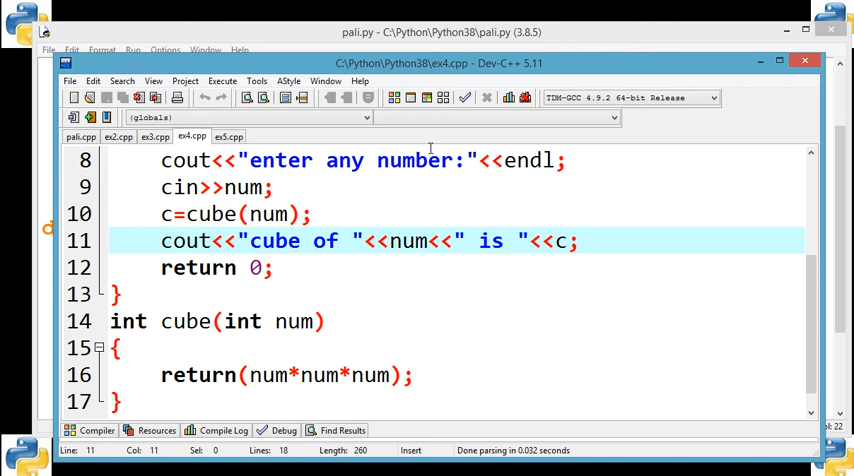 pali.py - C:\Python\Python38\pali.py (3.8.5)
File Edit Format Run Options Window Help
C:\Python\Python38\ex4.cpp - Dev-C++ 5.11
File Edit Search View Project Execute Tools AStyle Window Help
TDM-GCC 4.9.2 64-bit Release
(globals)
pali.cpp ex2.cpp ex3.cpp ex4.cpp ex5.cpp
8 cout<<"enter any number:"<<endl;
9 cin>>num;
10 c=cube(num);
11 cout<<"cube of "<<num<<" is "<<c;
12 return 0;
13 }
14 int cube(int num)
15 {
16 return(num*num*num);
17 }
Compiler Resources Compile Log Debug Find Results
Line: 11 Col: 11 Sel: 0 Lines: 18 Length: 260 Insert Done parsing in 0.032 seconds